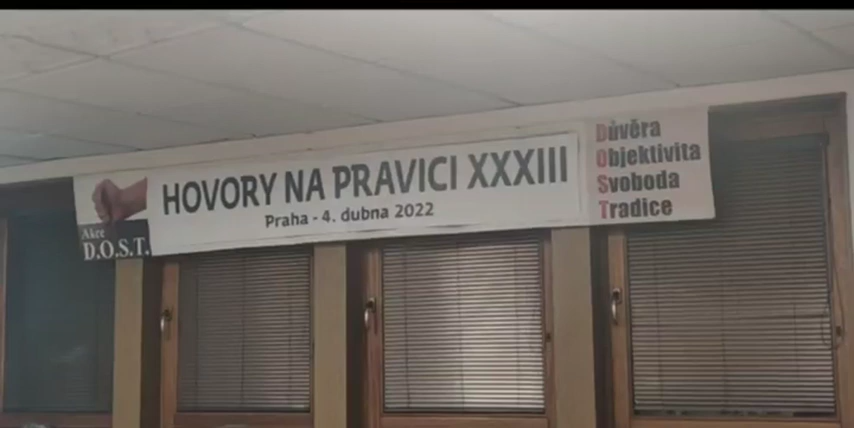 HOVORY NA PRAVICI XXXIII
Praha - 4. dubna 2022
Akce
D.O.S.T.
Důvěra
Objektivita
Svoboda
Tradice